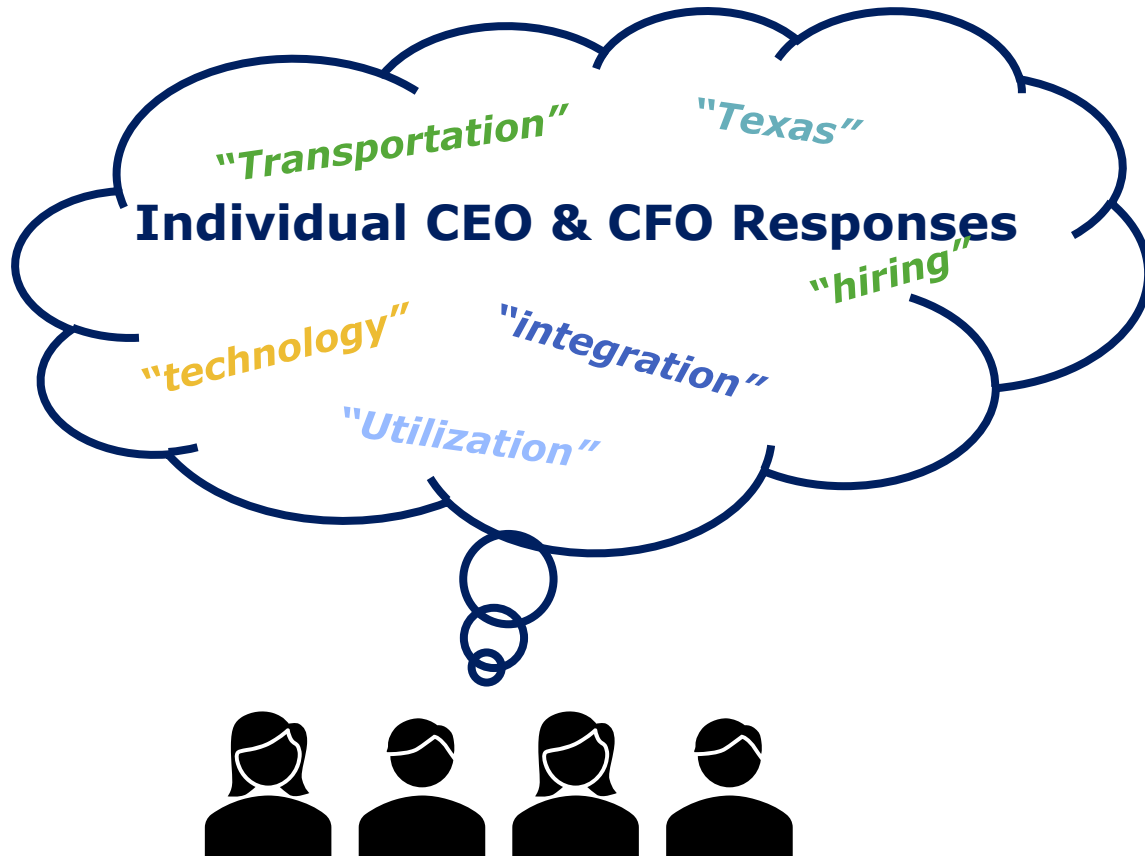 “Transportation”
“Texas”
Individual CEO & CFO Responses
“hiring”
“technology”
“integration”
“Utilization”